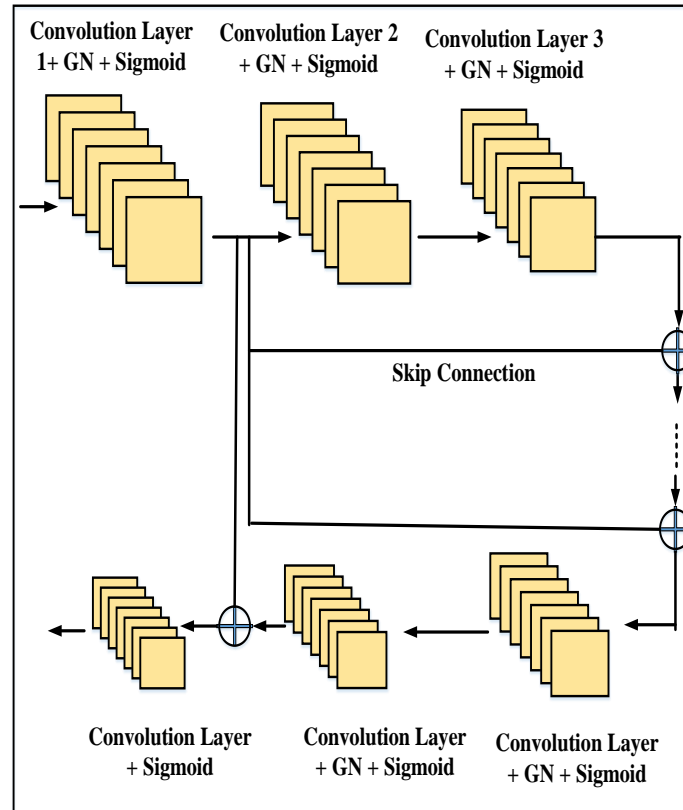 Convolution Layer
1+ GN + Sigmoid
Convolution Layer 2
+ GN + Sigmoid
Convolution Layer 3
+ GN + Sigmoid
Skip Connection
Convolution Layer
+ Sigmoid
Convolution Layer
+ GN + Sigmoid
Convolution Layer
+ GN + Sigmoid